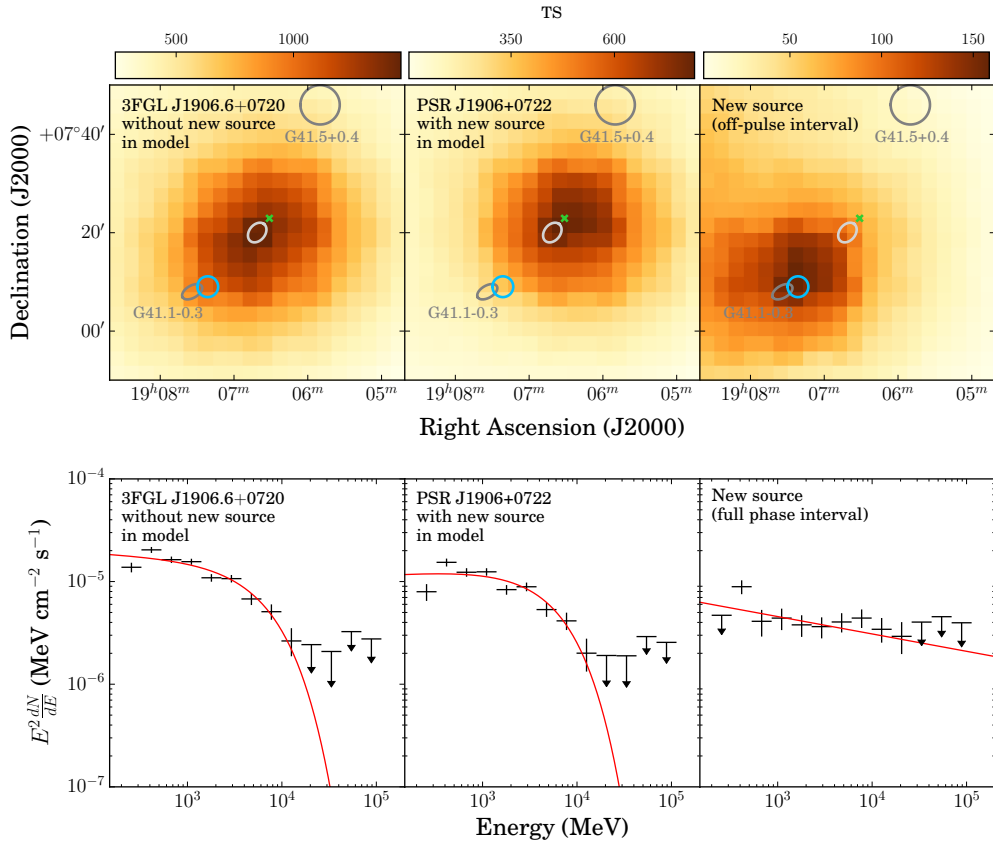 TS
500 1000 350 600 50 100 150
3FGL J1906.6+0720
without new source
in model
G41.5+0.4
G41.1-0.3
PSR J1906+0722
with new source
in model
G41.5+0.4
G41.1-0.3
New source
(off-pulse interval)
G41.5+0.4
G41.1-0.3
+07°40′
20′
00′
Declination (J2000)
19ʰ08ᵐ 07ᵐ 06ᵐ 05ᵐ 19ʰ08ᵐ 07ᵐ 06ᵐ 05ᵐ 19ʰ08ᵐ 07ᵐ 06ᵐ 05ᵐ
Right Ascension (J2000)
3FGL J1906.6+0720
without new source
in model
PSR J1906+0722
with new source
in model
New source
(full phase interval)
10⁻⁴
10⁻⁵
10⁻⁶
10⁻⁷
E² dN/dE (MeV cm⁻² s⁻¹)
10³ 10⁴ 10⁵ 10³ 10⁴ 10⁵ 10³ 10⁴ 10⁵
Energy (MeV)